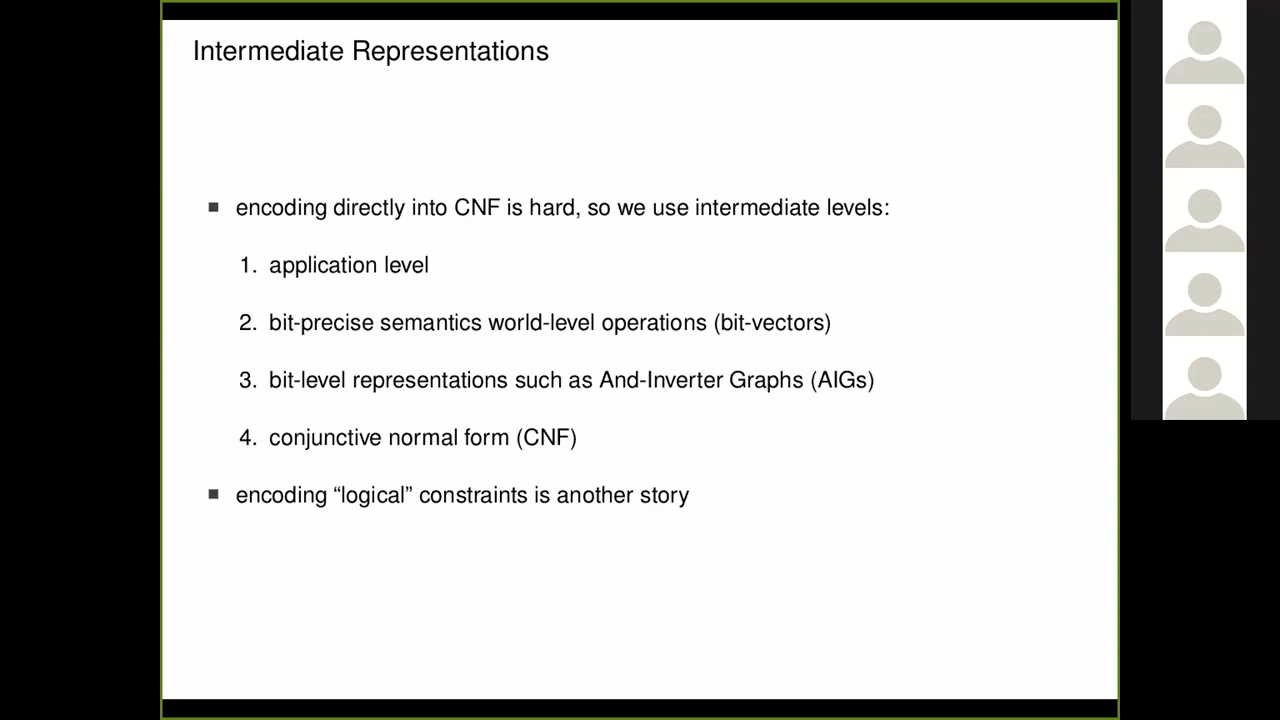 Intermediate Representations
■ encoding directly into CNF is hard, so we use intermediate levels:
1. application level
2. bit-precise semantics world-level operations (bit-vectors)
3. bit-level representations such as And-Inverter Graphs (AIGs)
4. conjunctive normal form (CNF)
■ encoding “logical” constraints is another story